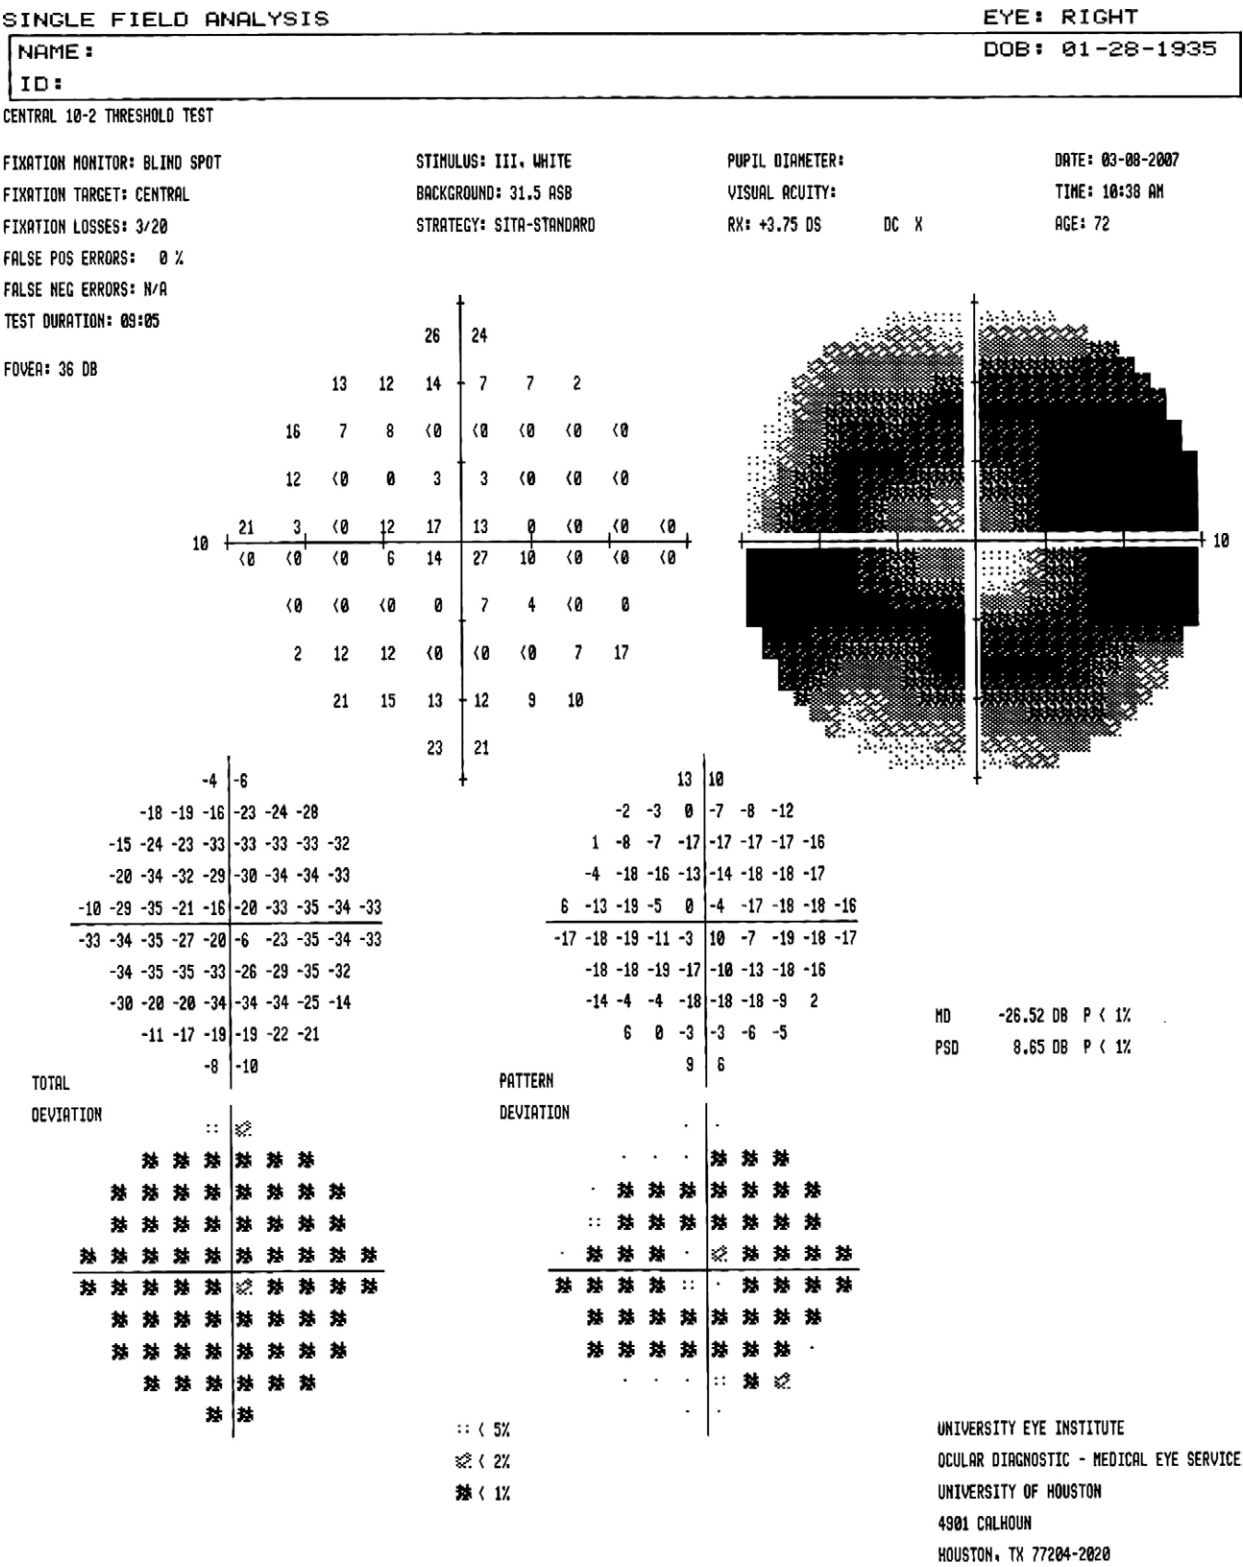 SINGLE FIELD ANALYSIS EYE: RIGHT
NAME: DOB: 01-28-1935
ID:
CENTRAL 10-2 THRESHOLD TEST
FIXATION MONITOR: BLIND SPOT STIMULUS: III, WHITE PUPIL DIAMETER: DATE: 03-08-2007
FIXATION TARGET: CENTRAL BACKGROUND: 31.5 ASB VISUAL ACUITY: TIME: 10:38 AM
FIXATION LOSSES: 3/20 STRATEGY: SITA-STANDARD RX: +3.75 DS DC X AGE: 72
FALSE POS ERRORS: 0 %
FALSE NEG ERRORS: N/A
TEST DURATION: 09:05
FOVEA: 36 DB
26 24
13 12 14 7 7 2
16 7 8 <0 <0 <0 <0 <0
12 <0 0 3 3 <0 <0 <0
21 3 <0 12 17 13 0 <0 <0 <0
10 10
<0 <0 <0 6 14 27 10 <0 <0 <0
<0 <0 <0 0 7 4 <0 0
2 12 12 <0 <0 <0 7 17
21 15 13 12 9 10
23 21
-4 -6 13 10
-18 -19 -16 -23 -24 -28 -2 -3 0 -7 -8 -12
-15 -24 -23 -33 -33 -33 -33 -32 1 -8 -7 -17 -17 -17 -17 -16
-20 -34 -32 -29 -30 -34 -34 -33 -4 -18 -16 -13 -14 -18 -18 -17
-10 -29 -35 -21 -16 -20 -33 -35 -34 -33 6 -13 -19 -5 0 -4 -17 -18 -18 -16
-33 -34 -35 -27 -20 -6 -23 -35 -34 -33 -17 -18 -19 -11 -3 10 -7 -19 -18 -17
-34 -35 -35 -33 -26 -29 -35 -32 -18 -18 -19 -17 -10 -13 -18 -16
-30 -20 -20 -34 -34 -34 -25 -14 -14 -4 -4 -18 -18 -18 -9 2
-11 -17 -19 -19 -22 -21 6 0 -3 -3 -6 -5
-8 -10 9 6
MD -26.52 DB P < 1%
PSD 8.65 DB P < 1%
TOTAL
DEVIATION
PATTERN
DEVIATION
< 5%
< 2%
< 1%
UNIVERSITY EYE INSTITUTE
OCULAR DIAGNOSTIC - MEDICAL EYE SERVICE
UNIVERSITY OF HOUSTON
4901 CALHOUN
HOUSTON, TX 77204-2020